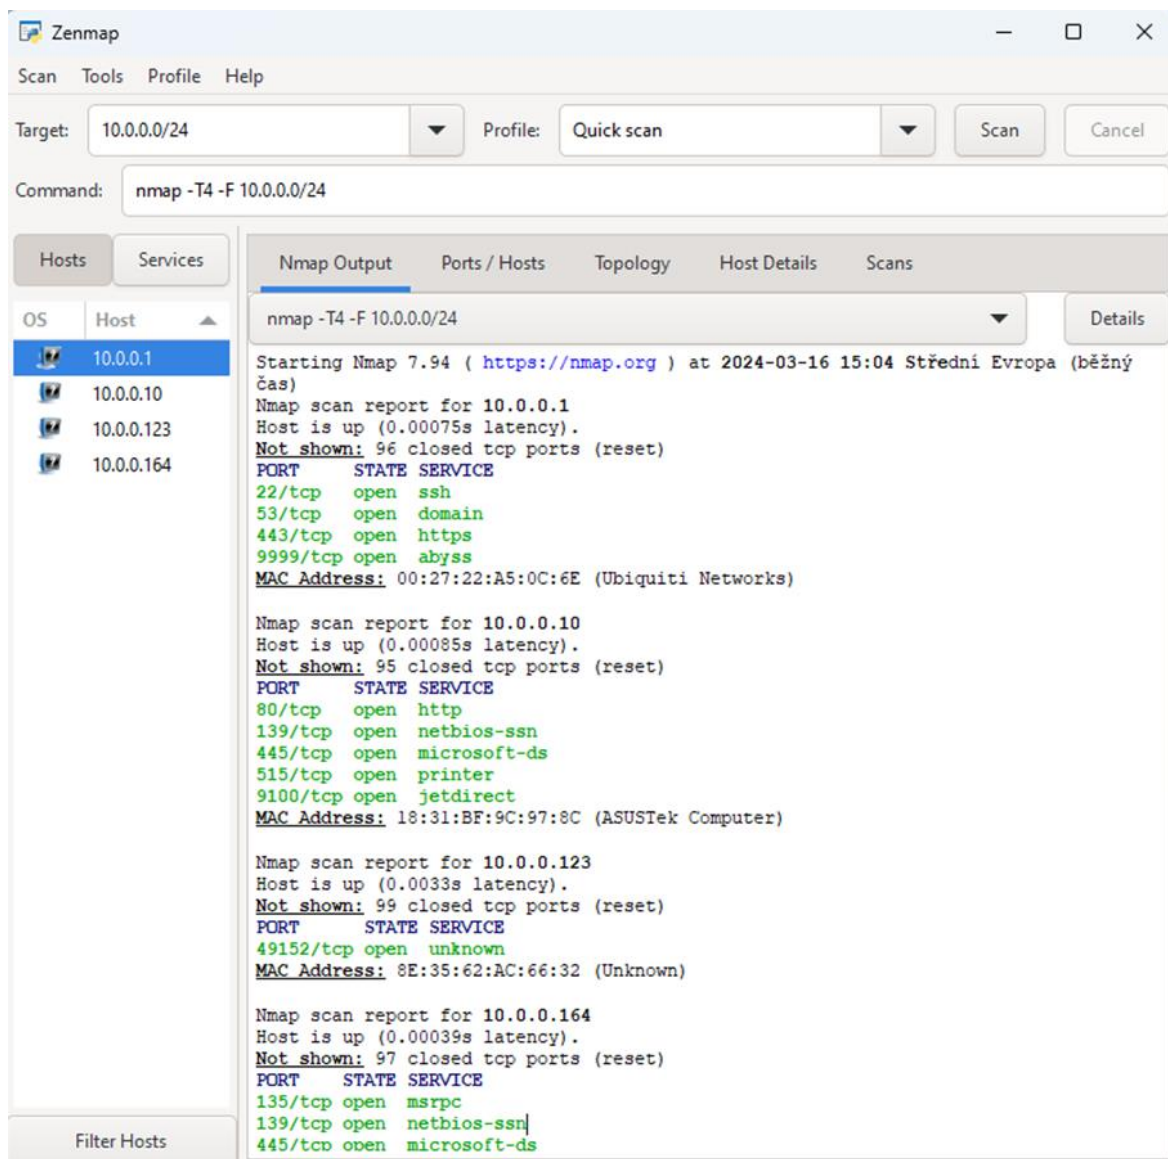 Zenmap
Scan Tools Profile Help
Target: 10.0.0.0/24 Profile: Quick scan Scan Cancel
Command: nmap -T4 -F 10.0.0.0/24
Hosts Services
Nmap Output Ports / Hosts Topology Host Details Scans
OS Host
nmap -T4 -F 10.0.0.0/24 Details
10.0.0.1
10.0.0.10
10.0.0.123
10.0.0.164
Starting Nmap 7.94 ( https://nmap.org ) at 2024-03-16 15:04 Střední Evropa (běžný
čas)
Nmap scan report for 10.0.0.1
Host is up (0.00075s latency).
Not shown: 96 closed tcp ports (reset)
PORT STATE SERVICE
22/tcp open ssh
53/tcp open domain
443/tcp open https
9999/tcp open abyss
MAC Address: 00:27:22:A5:0C:6E (Ubiquiti Networks)
Nmap scan report for 10.0.0.10
Host is up (0.00085s latency).
Not shown: 95 closed tcp ports (reset)
PORT STATE SERVICE
80/tcp open http
139/tcp open netbios-ssn
445/tcp open microsoft-ds
515/tcp open printer
9100/tcp open jetdirect
MAC Address: 18:31:BF:9C:97:8C (ASUSTek Computer)
Nmap scan report for 10.0.0.123
Host is up (0.0033s latency).
Not shown: 99 closed tcp ports (reset)
PORT STATE SERVICE
49152/tcp open unknown
MAC Address: 8E:35:62:AC:66:32 (Unknown)
Nmap scan report for 10.0.0.164
Host is up (0.00039s latency).
Not shown: 97 closed tcp ports (reset)
PORT STATE SERVICE
135/tcp open msrpc
139/tcp open netbios-ssn
445/tcp open microsoft-ds
Filter Hosts